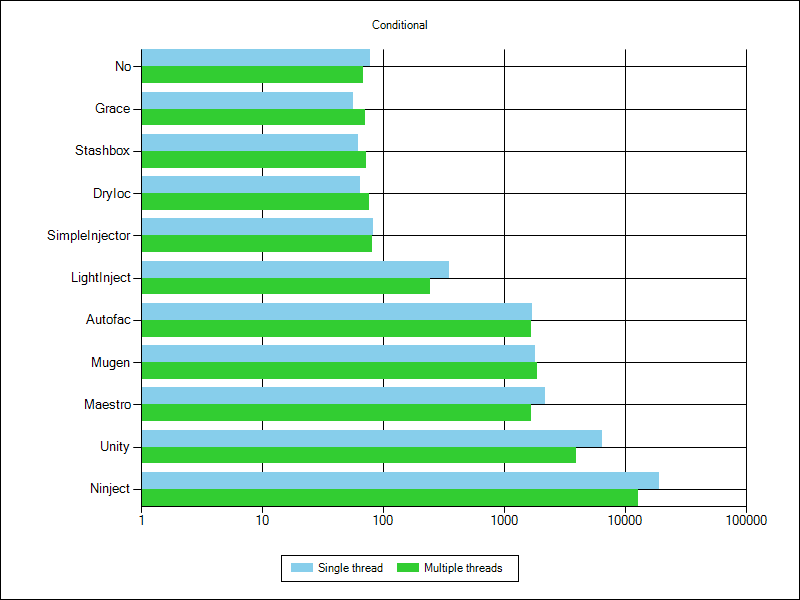 Conditional
No
Grace
Stashbox
DryIoc
SimpleInjector
LightInject
Autofac
Mugen
Maestro
Unity
Ninject
1 10 100 1000 10000 100000
Single thread Multiple threads